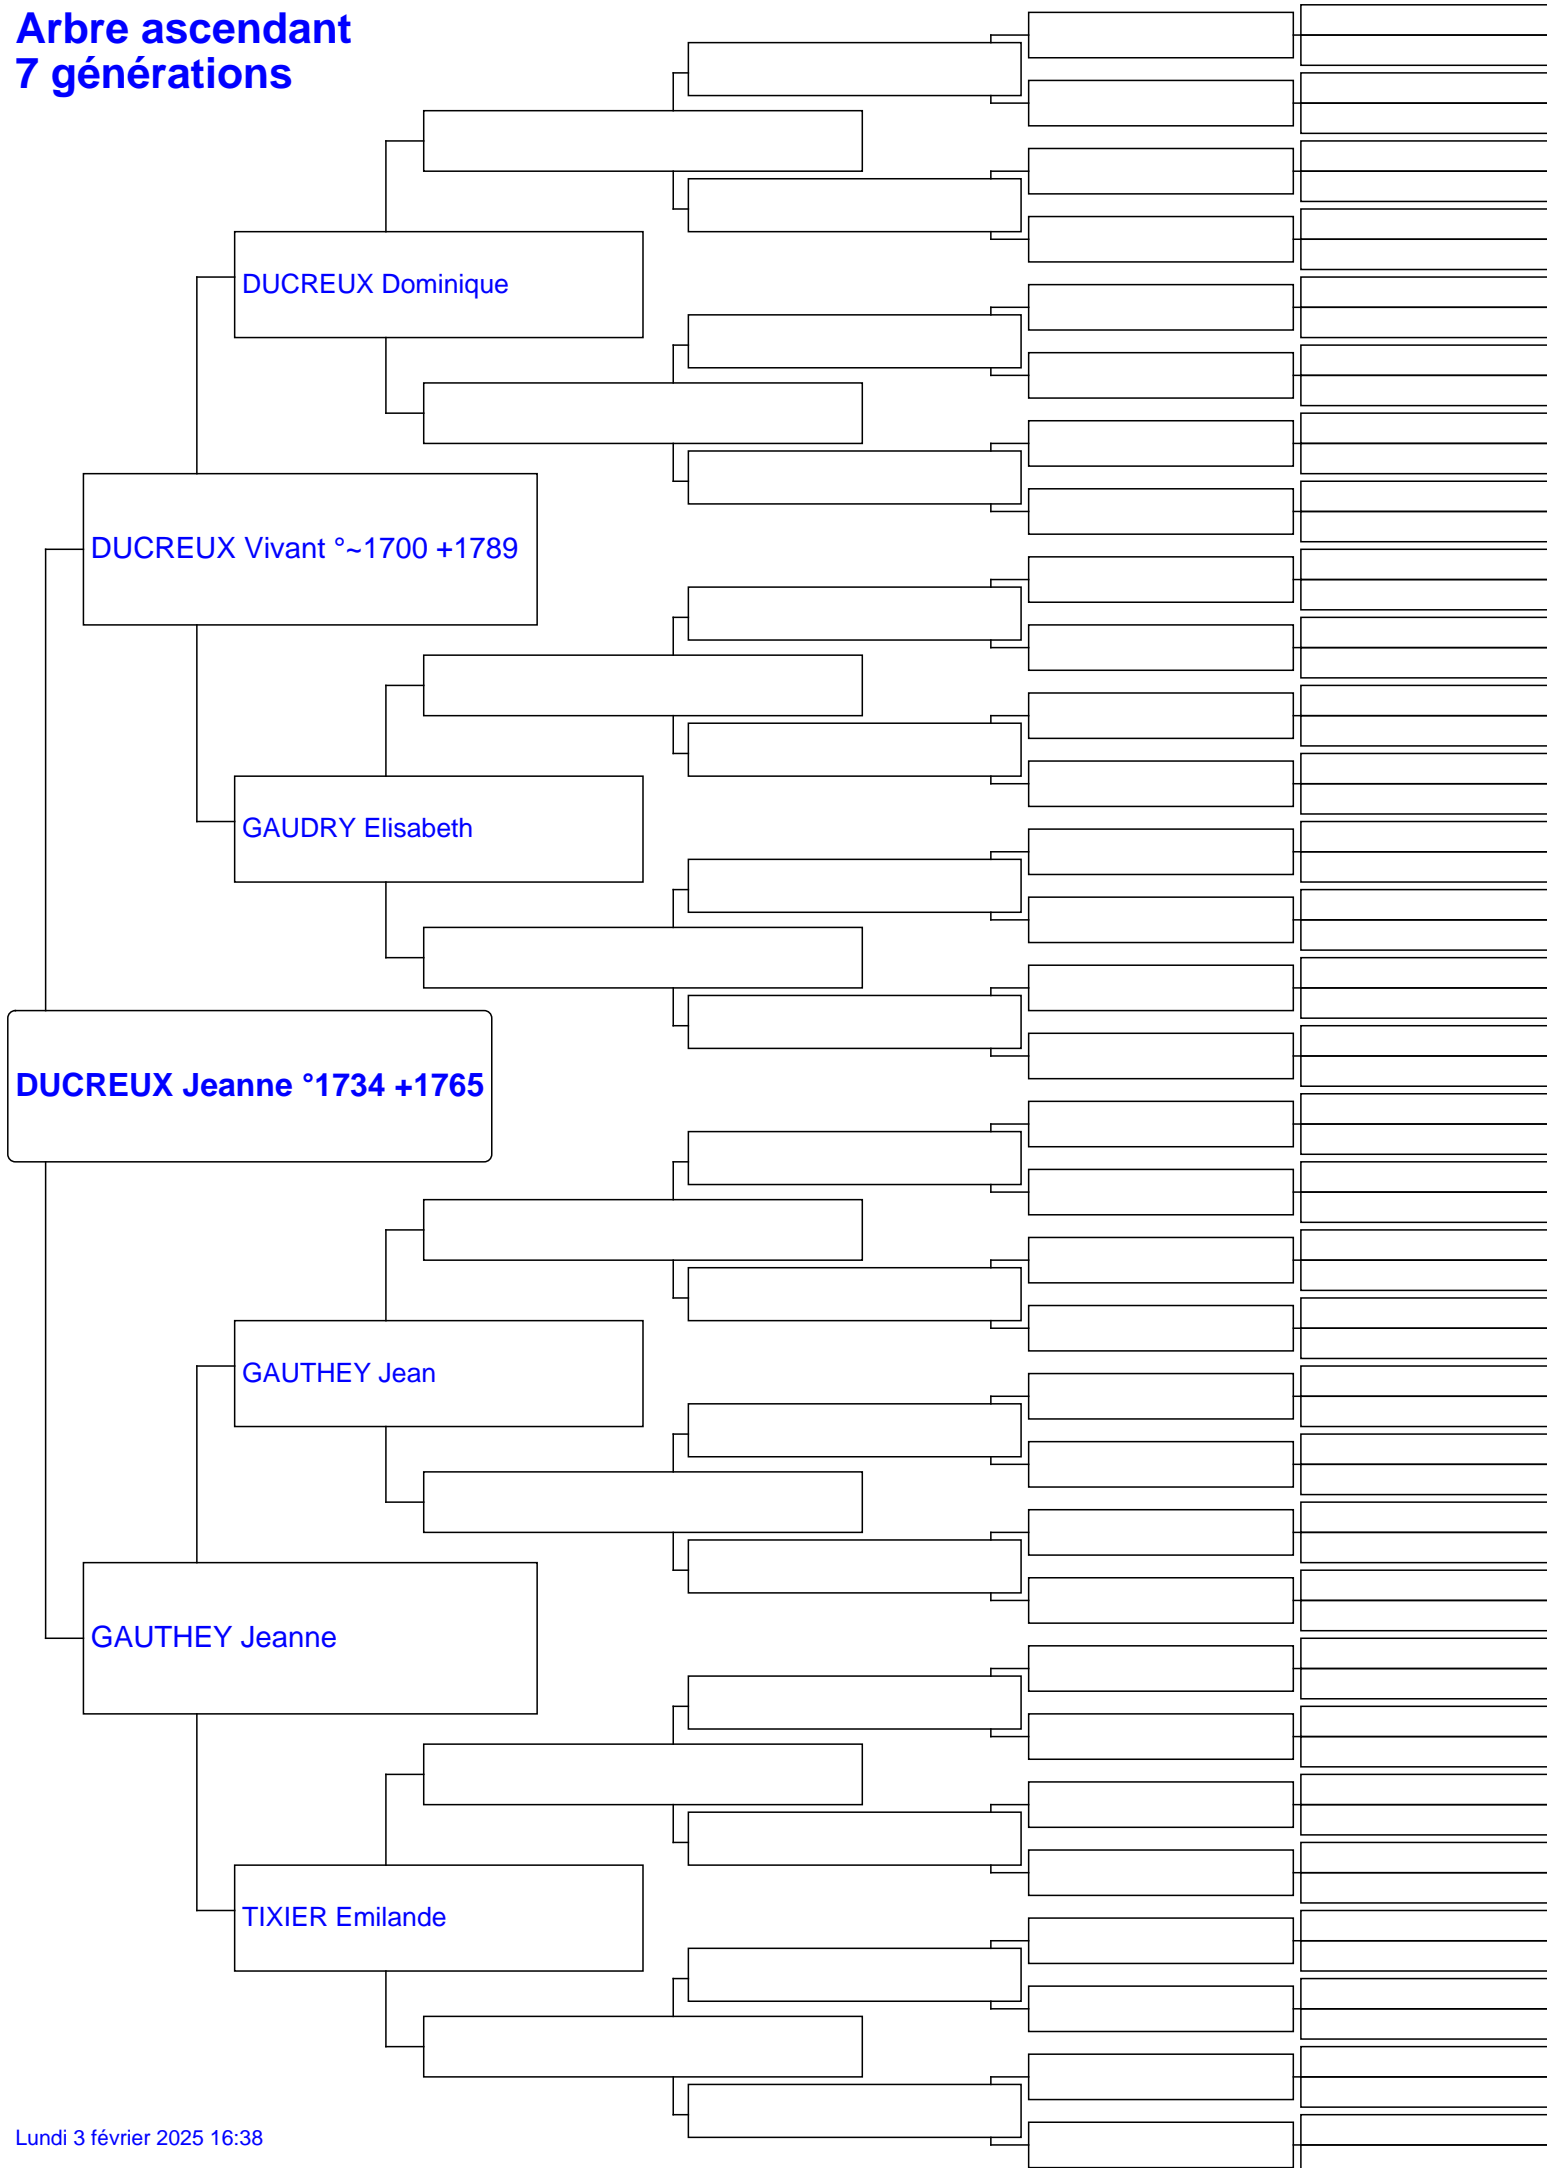 Arbre ascendant
7 générations
DUCREUX Dominique
DUCREUX Vivant °~1700 +1789
GAUDRY Elisabeth
DUCREUX Jeanne °1734 +1765
GAUTHEY Jean
GAUTHEY Jeanne
TIXIER Emilande
Lundi 3 février 2025 16:38